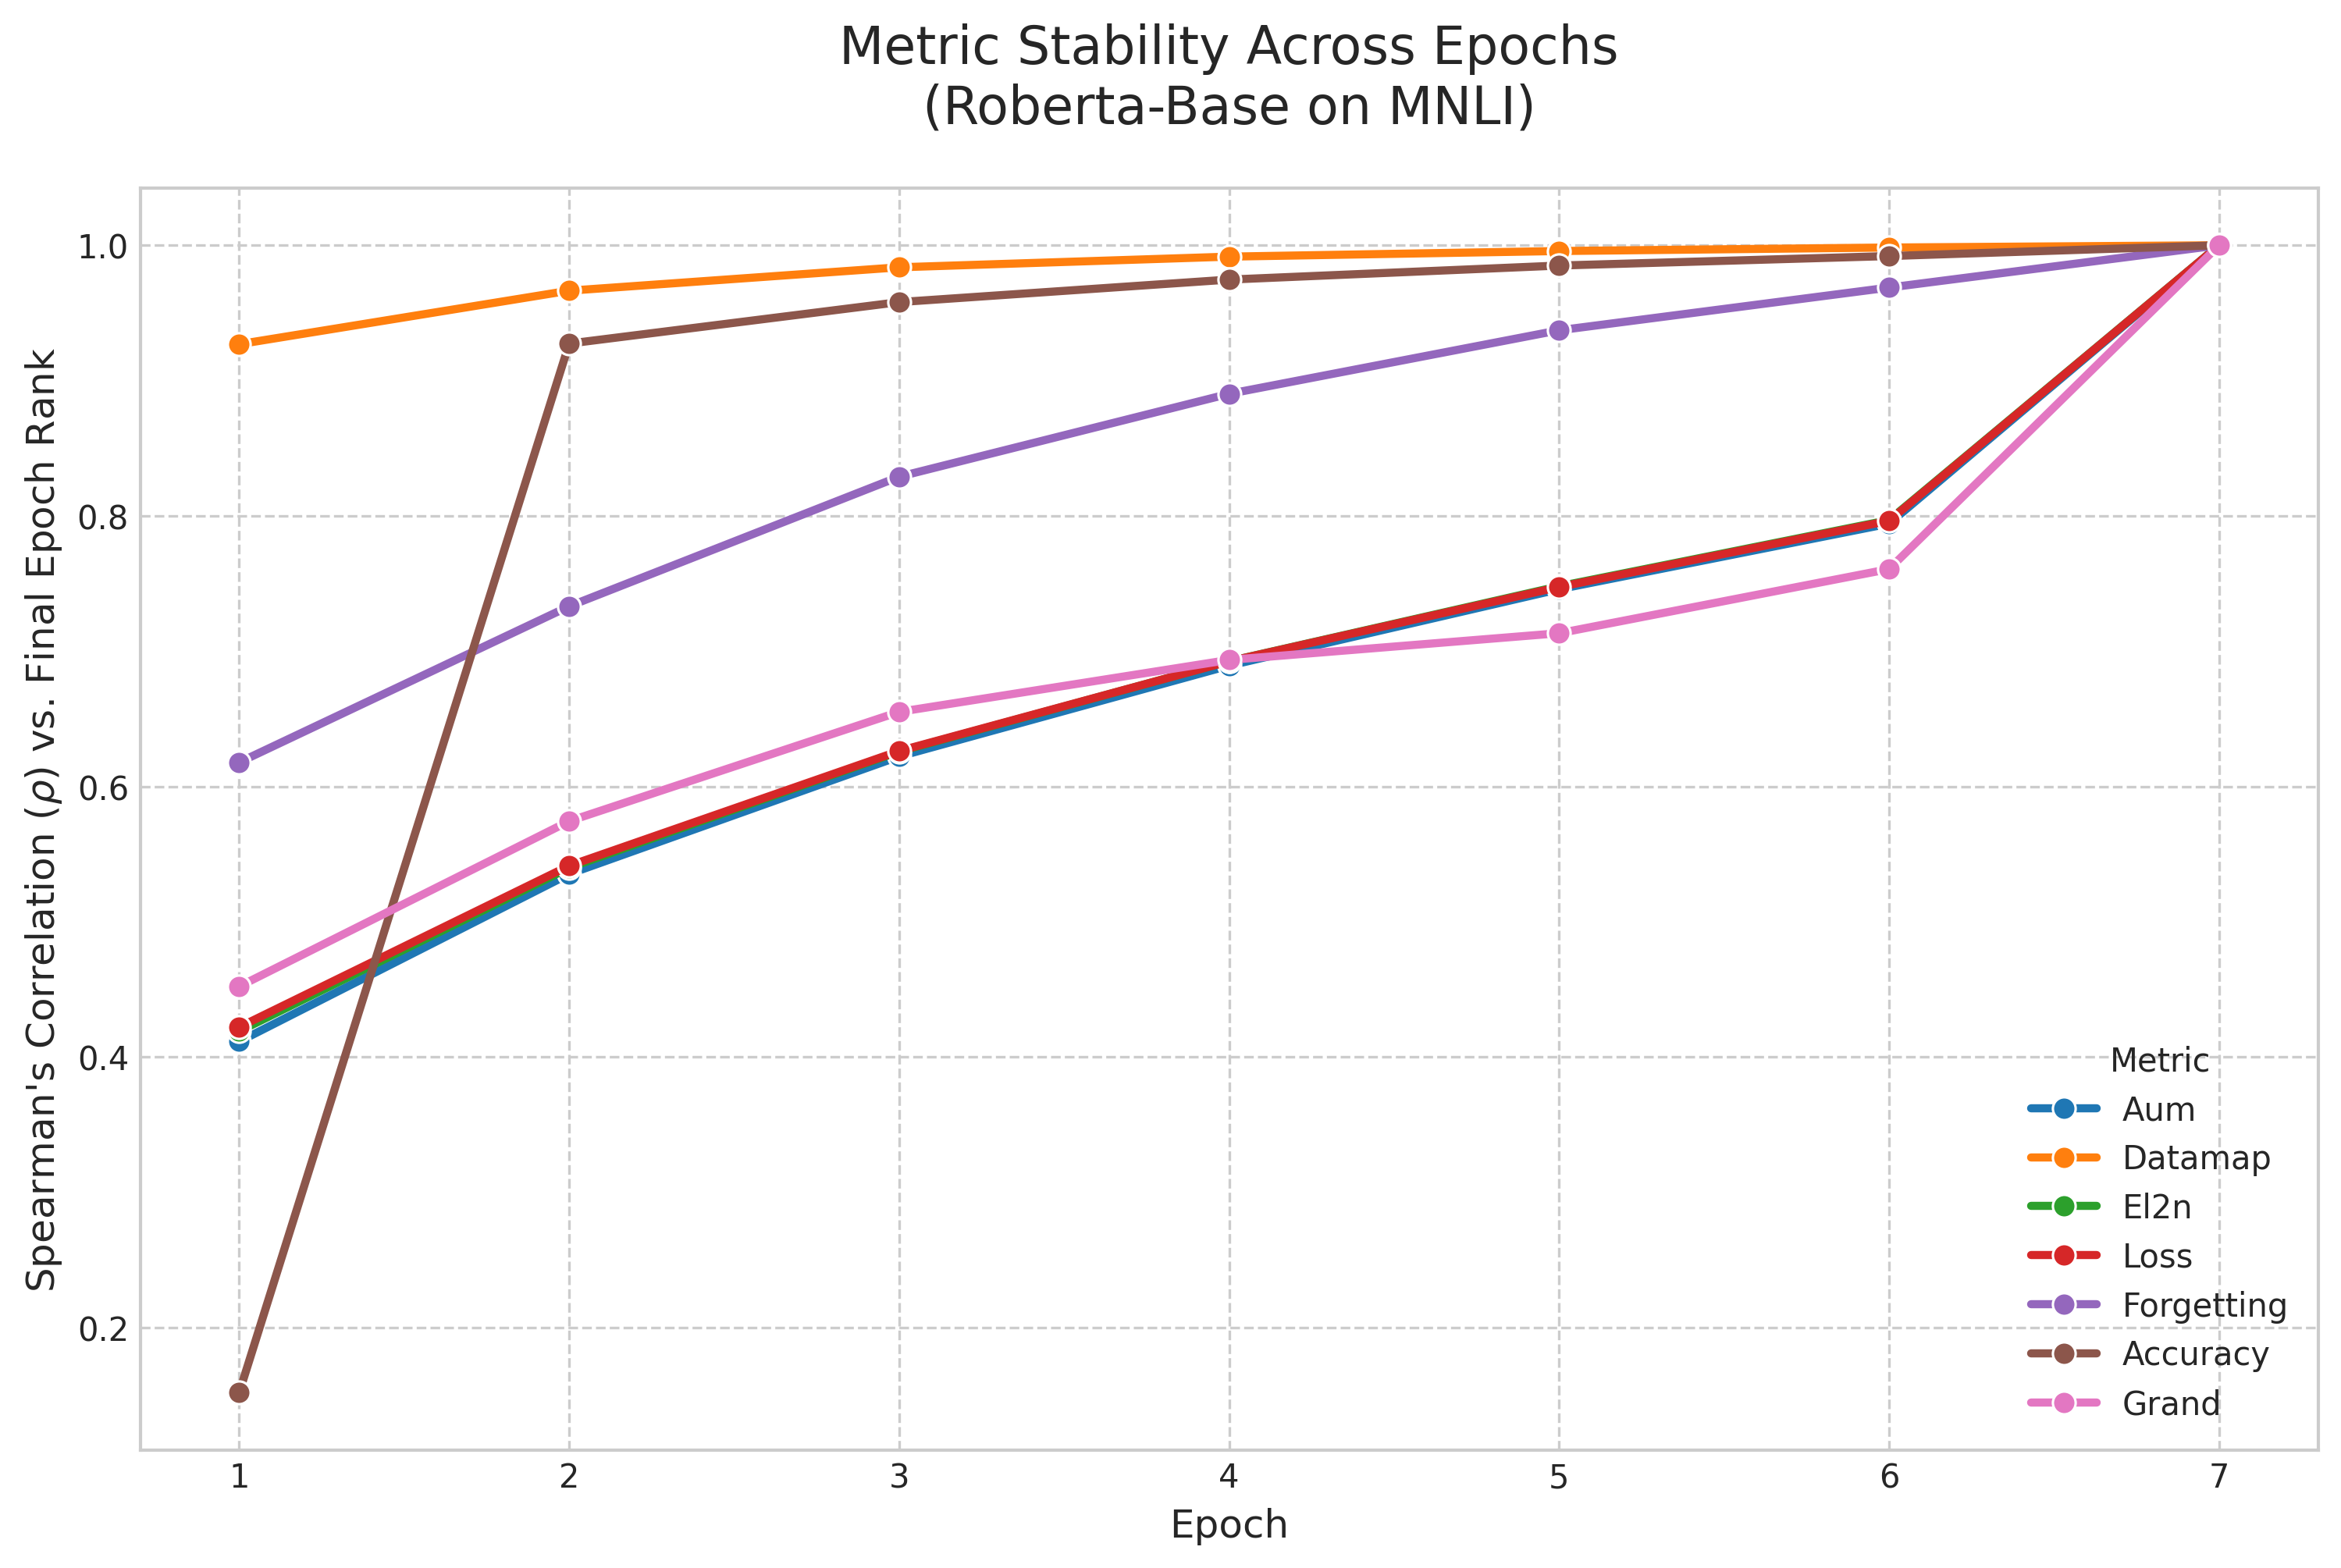 Metric Stability Across Epochs
(Roberta-Base on MNLI)
Spearman's Correlation (ρ) vs. Final Epoch Rank
1.0
0.8
0.6
0.4
0.2
Metric
Aum
Datamap
El2n
Loss
Forgetting
Accuracy
Grand
1 2 3 4 5 6 7
Epoch